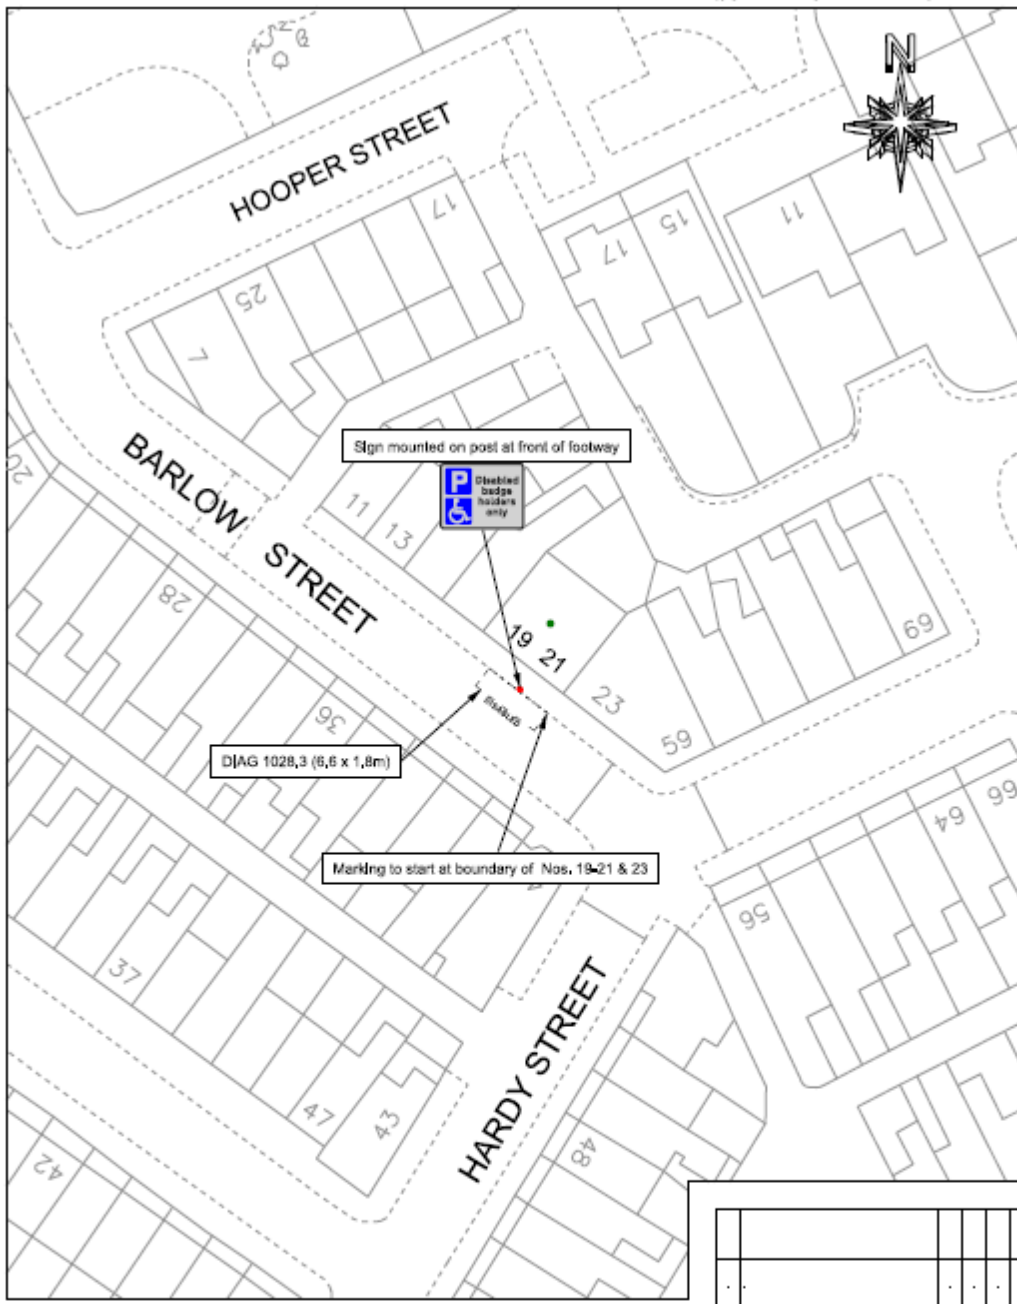 N
HOOPER STREET
17
15
11
17
25
7
BARLOW STREET
20
Sign mounted on post at front of footway
P
Disabled
badge
holders
only
11
13
28
19 21
23
69
59
36
DISABLED
DIAG 1028.3 (6.6 x 1.8m)
Marking to start at boundary of Nos. 19-21 & 23
66
64
56
37
47
43
HARDY STREET
48
42